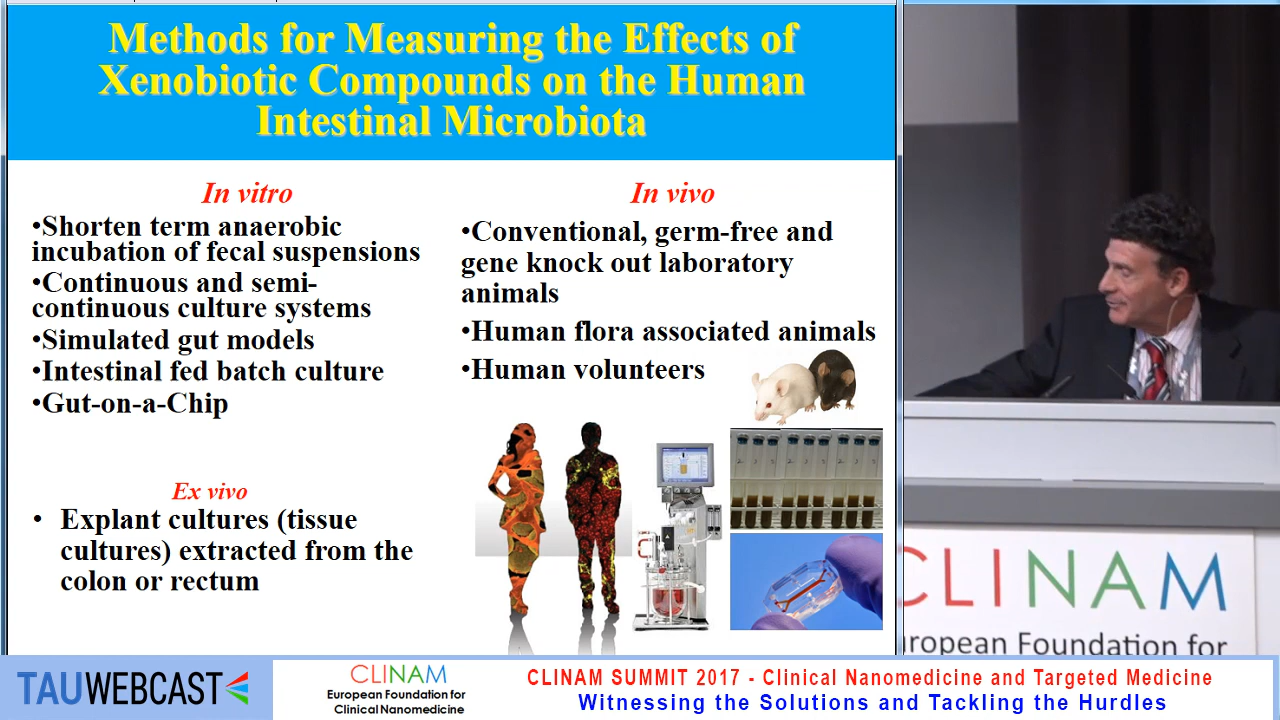 Methods for Measuring the Effects of
Xenobiotic Compounds on the Human
Intestinal Microbiota
In vitro
•Shorten term anaerobic
incubation of fecal suspensions
•Continuous and semi-
continuous culture systems
•Simulated gut models
•Intestinal fed batch culture
•Gut-on-a-Chip
Ex vivo
• Explant cultures (tissue
cultures) extracted from the
colon or rectum
In vivo
•Conventional, germ-free and
gene knock out laboratory
animals
•Human flora associated animals
•Human volunteers
CLINAM
uropean Foundation for
TAUWEBCAST
CLINAM
European Foundation for
Clinical Nanomedicine
CLINAM SUMMIT 2017 - Clinical Nanomedicine and Targeted Medicine
Witnessing the Solutions and Tackling the Hurdles